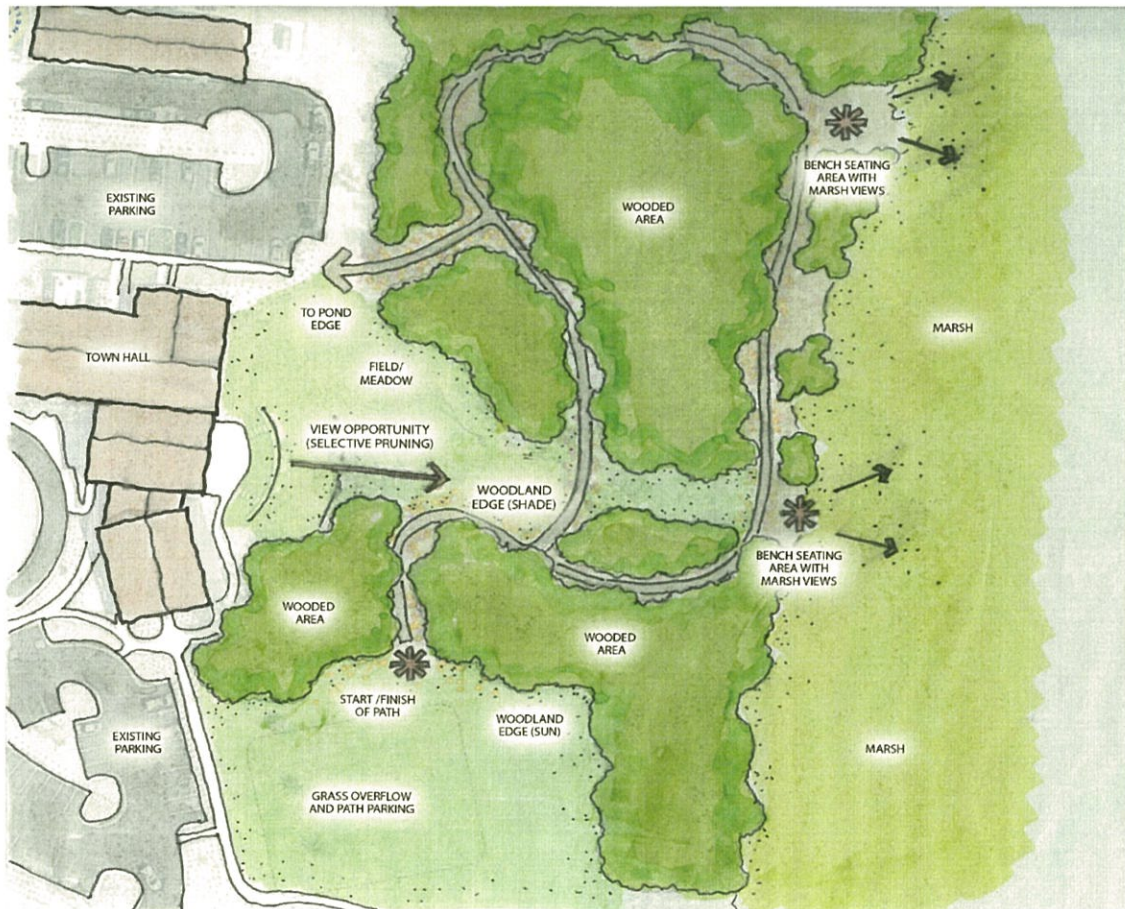 EXISTING
PARKING
WOODED
AREA
BENCH SEATING
AREA WITH
MARSH VIEWS
TO POND
EDGE
MARSH
TOWN HALL
FIELD/
MEADOW
VIEW OPPORTUNITY
(SELECTIVE PRUNING)
WOODLAND
EDGE (SHADE)
BENCH SEATING
AREA WITH
MARSH VIEWS
WOODED
AREA
WOODED
AREA
START /FINISH
OF PATH
WOODLAND
EDGE (SUN)
EXISTING
PARKING
MARSH
GRASS OVERFLOW
AND PATH PARKING